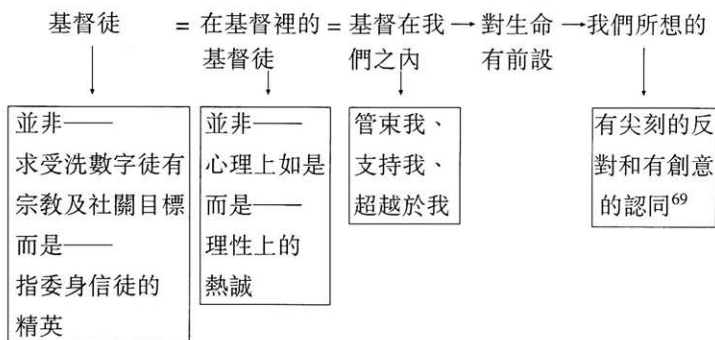 基督徒 = 在基督裡的 = 基督在我 → 對生命 → 我們所想的
基督徒 們之內 有前設
並非——
求受洗數字徒有
宗教及社關目標
而是——
指委身信徒的
精英
並非——
心理上如是
而是——
理性上的
熱誠
管束我、
支持我、
超越於我
有尖刻的反
對和有創意
的認同69